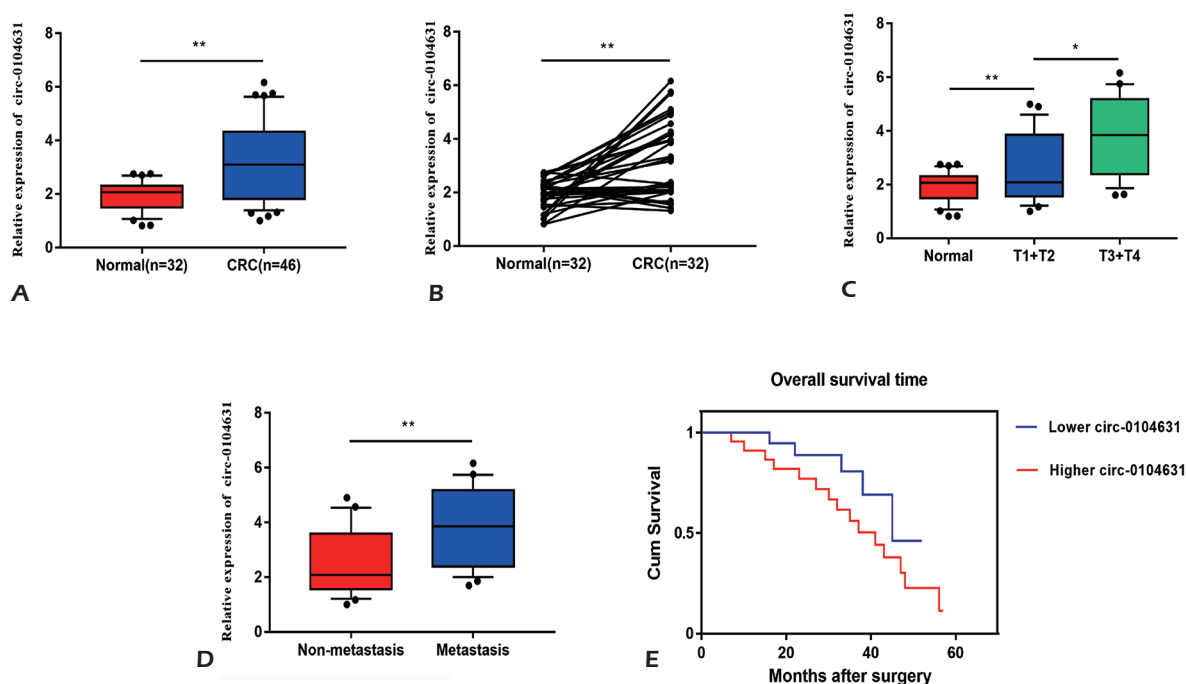 Relative expression of circ-0104631
8
6
4
2
0
**
Normal(n=32)
CRC(n=46)
A
Relative expression of circ-0104631
8
6
4
2
0
**
Normal(n=32)
CRC(n=32)
B
Relative expression of circ-0104631
8
6
4
2
0
**
*
Normal
T1+T2
T3+T4
C
Relative expression of circ-0104631
8
6
4
2
0
**
Non-metastasis
Metastasis
D
Overall survival time
Cum Survival
1
0.5
0
0
20
40
60
Months after surgery
Lower circ-0104631
Higher circ-0104631
E